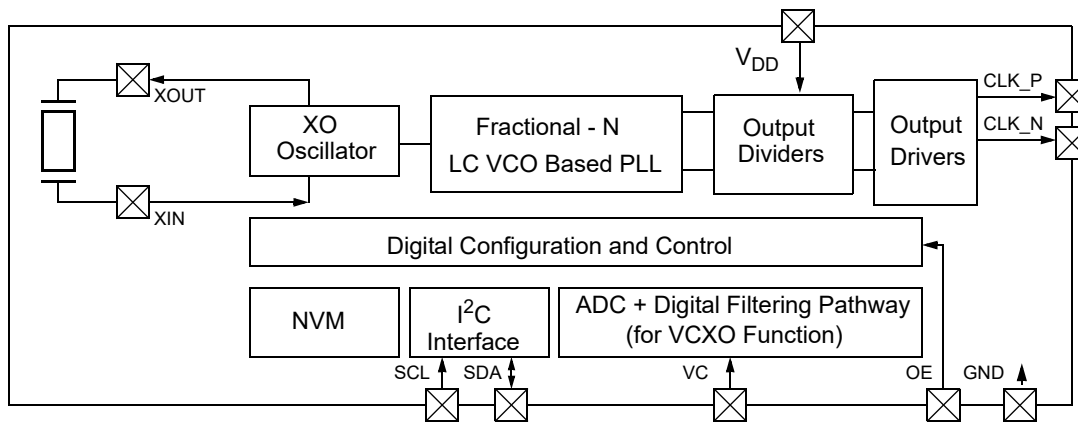 V_DD
CLK_P
CLK_N
XOUT
XO
Oscillator
Fractional - N
LC VCO Based PLL
Output
Dividers
Output
Drivers
XIN
Digital Configuration and Control
NVM
I²C
Interface
ADC + Digital Filtering Pathway
(for VCXO Function)
SCL
SDA
VC
OE
GND